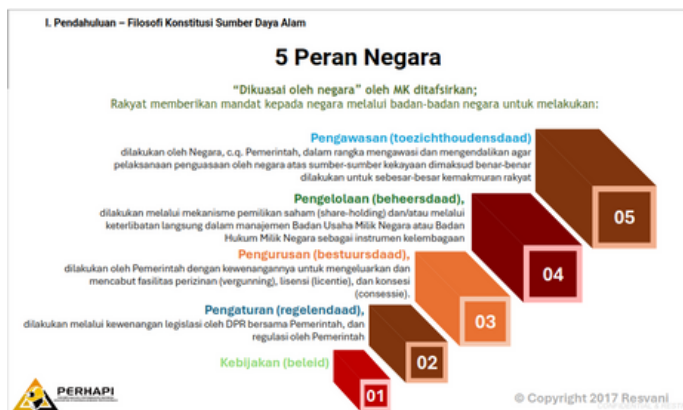 I. Pendahuluan – Filosofi Konstitusi Sumber Daya Alam
5 Peran Negara
“Dikuasai oleh negara” oleh MK ditafsirkan;
Rakyat memberikan mandat kepada negara melalui badan-badan negara untuk melakukan:
Pengawasan (toezichthoudensdaad)
dilakukan oleh Negara, c.q. Pemerintah, dalam rangka mengawasi dan mengendalikan agar
pelaksanaan penguasaan oleh negara atas sumber-sumber kekayaan dimaksud benar-benar
dilakukan untuk sebesar-besar kemakmuran rakyat
05
Pengelolaan (beheersdaad),
dilakukan melalui mekanisme pemilikan saham (share-holding) dan/atau melalui
keterlibatan langsung dalam manajemen Badan Usaha Milik Negara atau Badan
Hukum Milik Negara sebagai instrumen kelembagaan
04
Pengurusan (bestuursdaad),
dilakukan oleh Pemerintah dengan kewenangannya untuk mengeluarkan dan
mencabut fasilitas perizinan (vergunning), lisensi (licentie), dan konsesi
(consessie).
03
Pengaturan (regelendaad),
dilakukan melalui kewenangan legislasi oleh DPR bersama Pemerintah, dan
regulasi oleh Pemerintah
02
Kebijakan (beleid)
01
PERHAPI
© Copyright 2017 Resvani